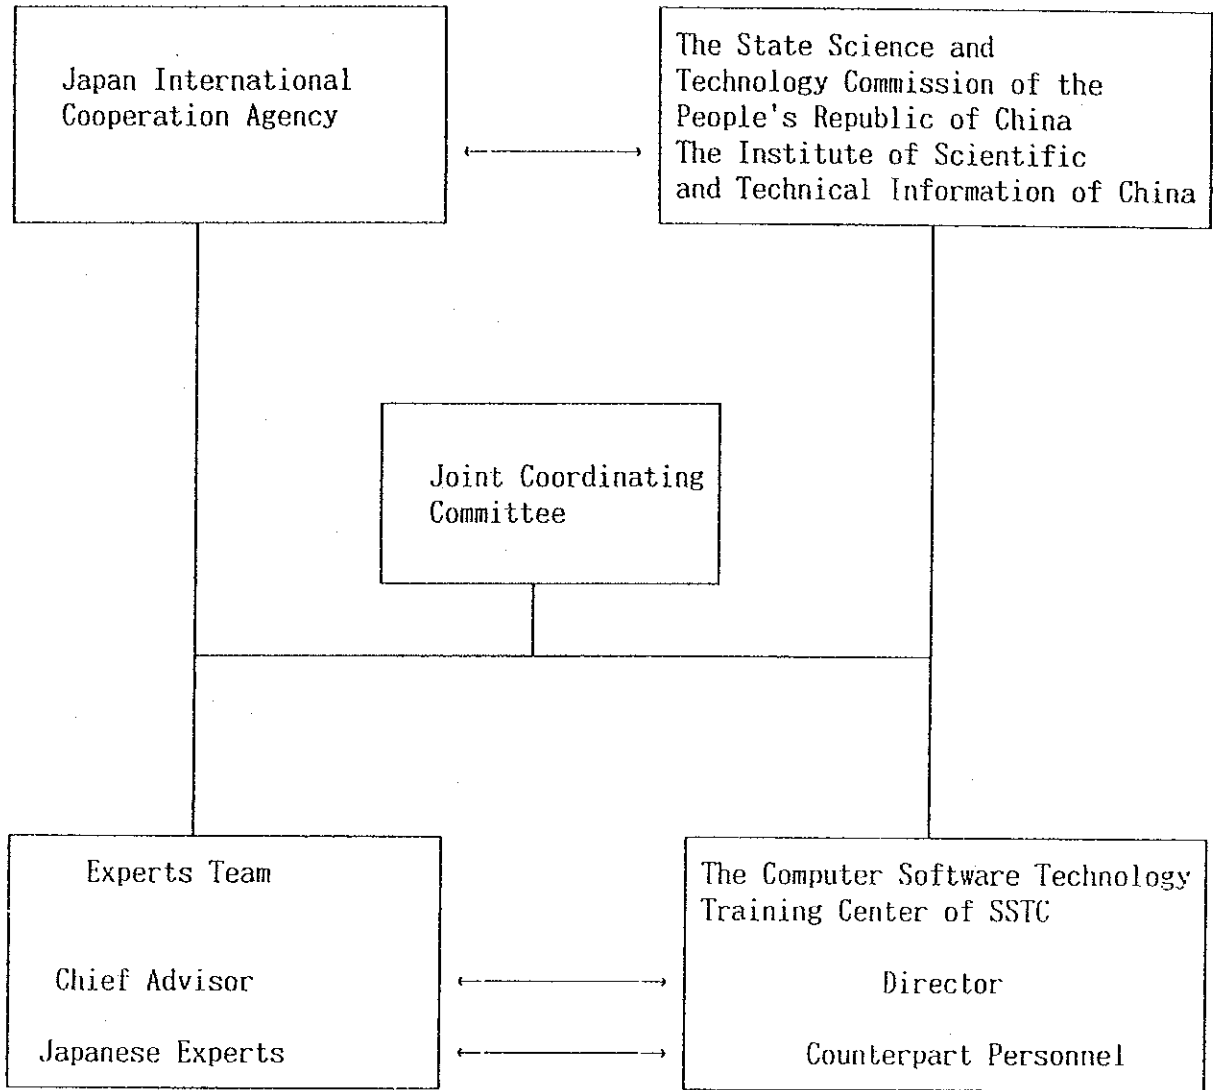 Japan International
Cooperation Agency
The State Science and
Technology Commission of the
People's Republic of China
The Institute of Scientific
and Technical Information of China
Joint Coordinating
Committee
Experts Team
Chief Advisor
Japanese Experts
The Computer Software Technology
Training Center of SSTC
Director
Counterpart Personnel